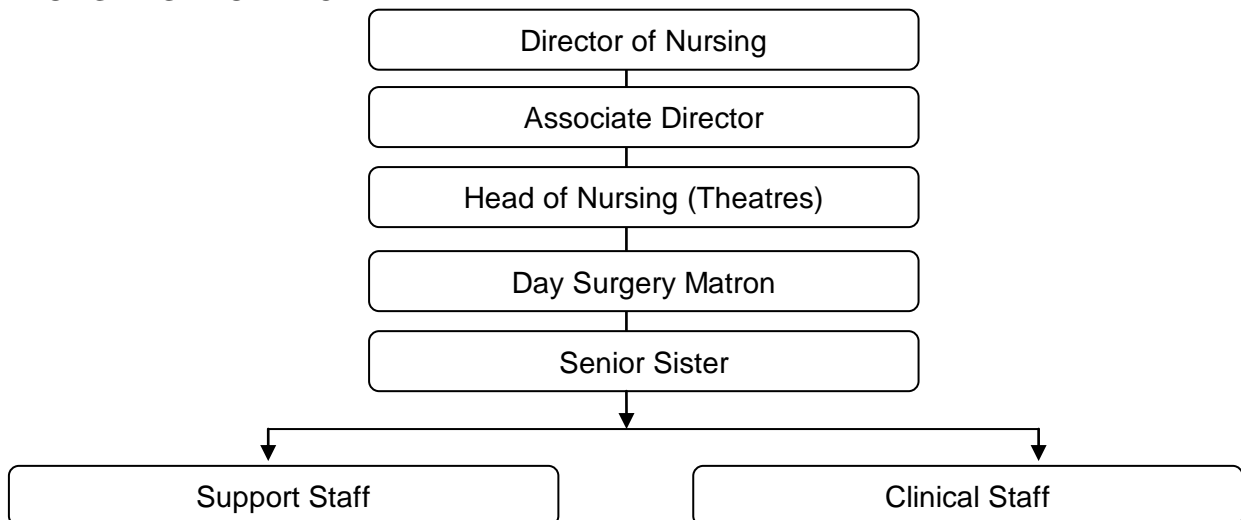 Director of Nursing
Associate Director
Head of Nursing (Theatres)
Day Surgery Matron
Senior Sister
Support Staff
Clinical Staff